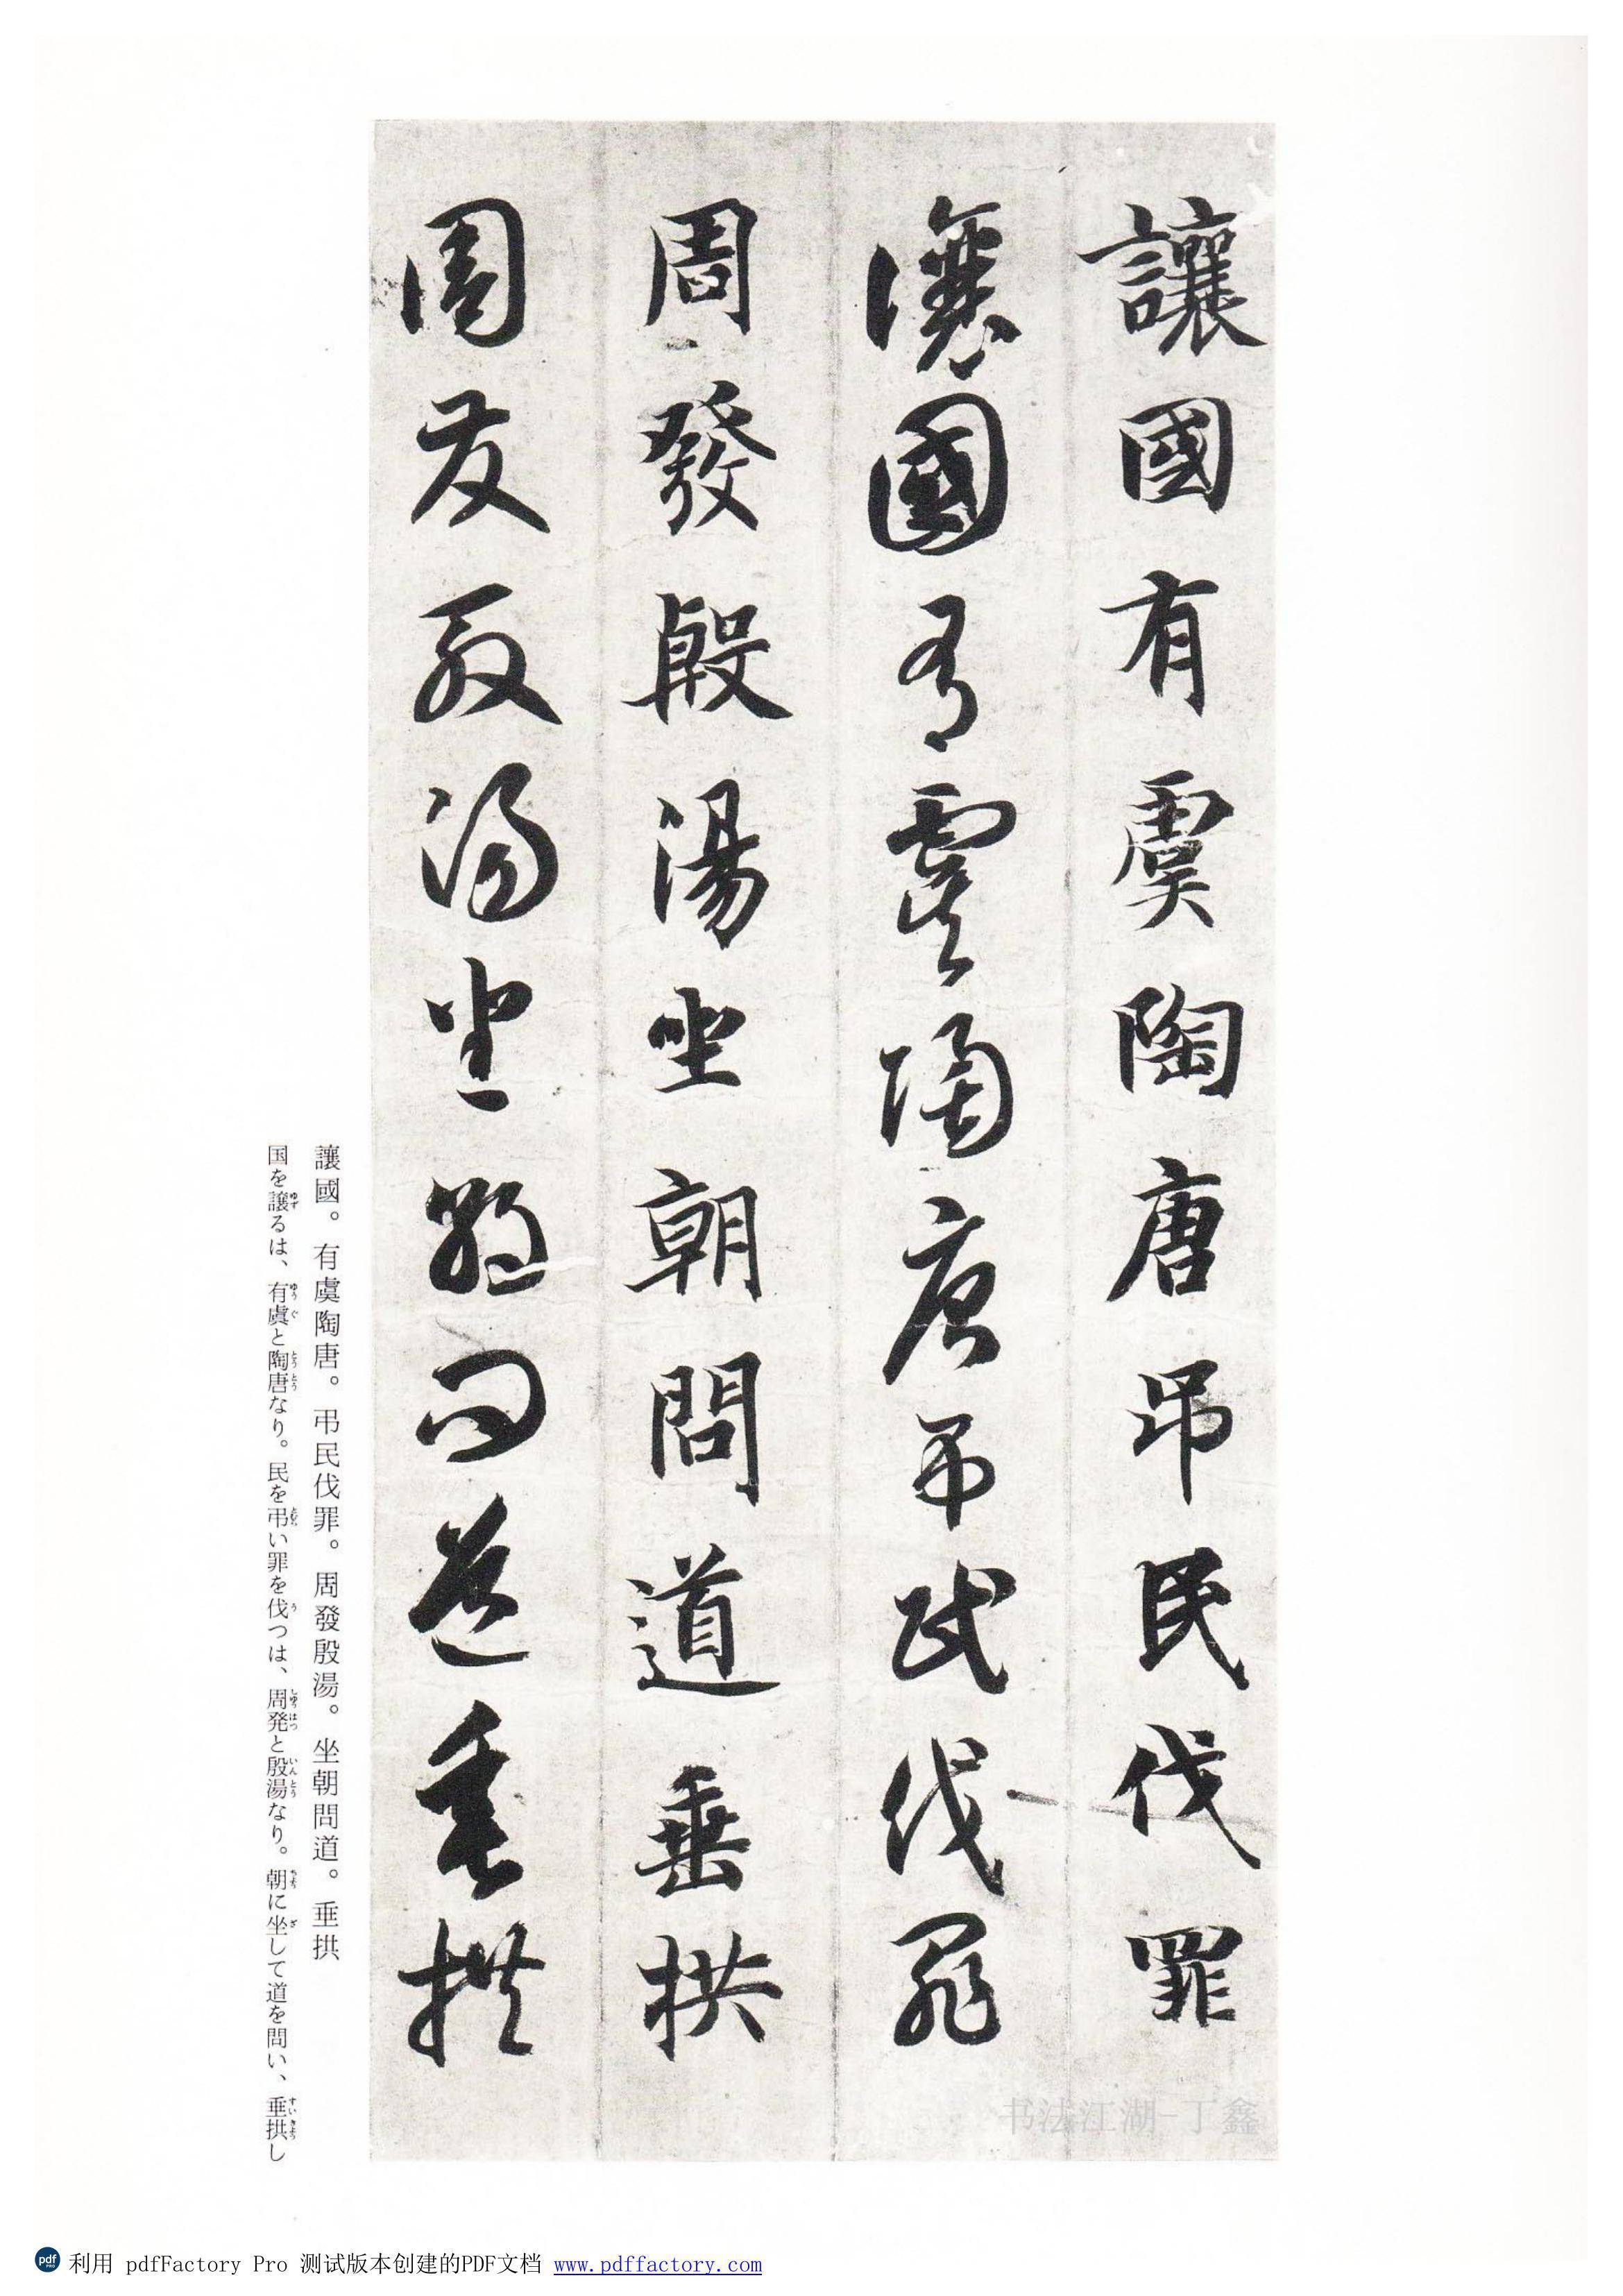 讓國有虞陶唐弔民伐罪
讓國有虞陶唐弔民伐罪
周發殷湯坐朝問道垂拱
周發殷湯坐朝問道垂拱
讓國。有虞陶唐。弔民伐罪。周發殷湯。坐朝問道。垂拱
国を譲るは、有虞と陶唐なり。民を弔い罪を伐つは、周発と殷湯なり。朝に坐して道を問い、垂拱し
书法江湖-丁鑫
利用 pdfFactory Pro 测试版本创建的PDF文档 www.pdffactory.com